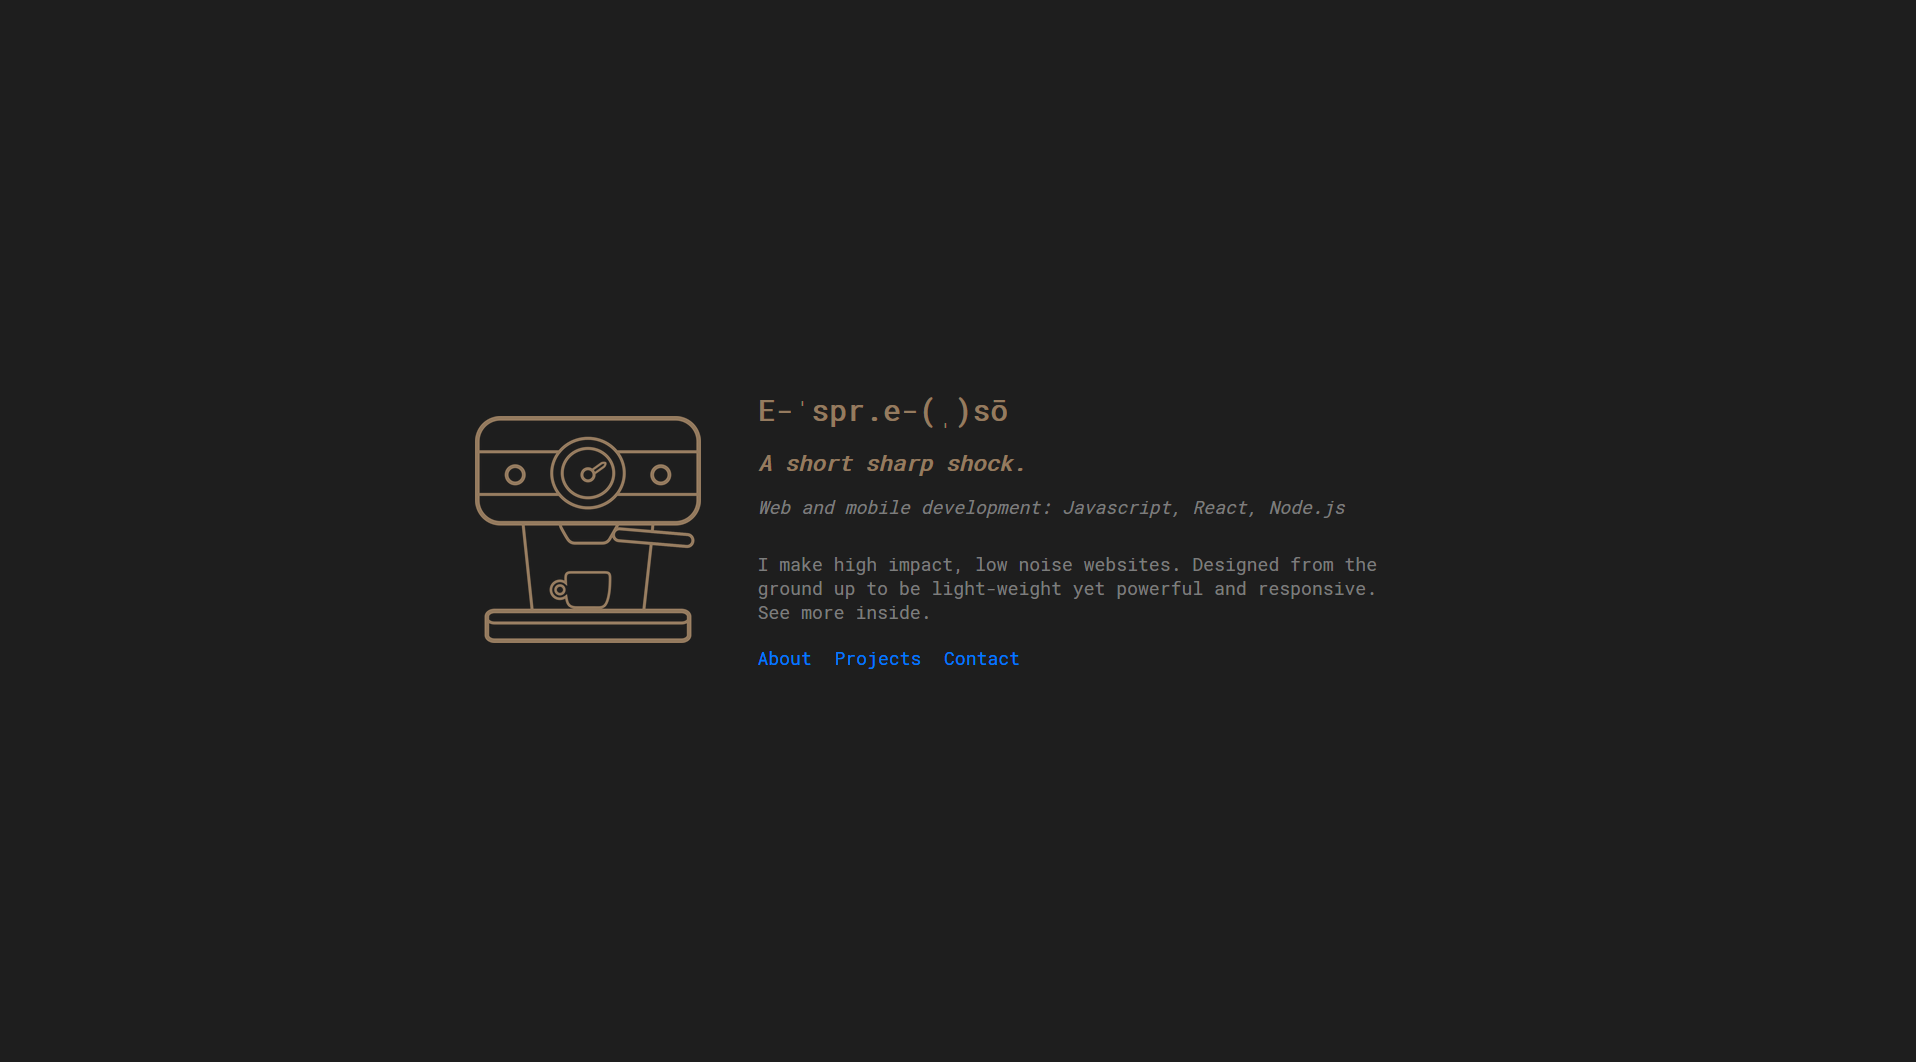 E-ˈspr.e-(ˌ)sō
A short sharp shock.
Web and mobile development: Javascript, React, Node.js
I make high impact, low noise websites. Designed from the
ground up to be light-weight yet powerful and responsive.
See more inside.
About Projects Contact